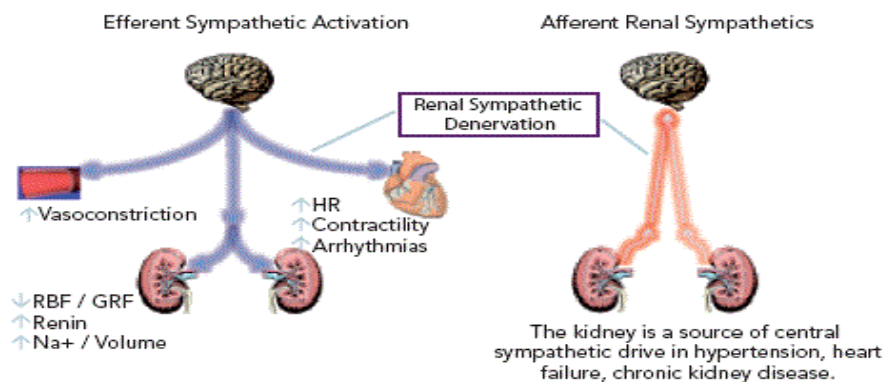 Efferent Sympathetic Activation
Afferent Renal Sympathetics
Renal Sympathetic
Denervation
↑Vasoconstriction
↑HR
↑Contractility
↑Arrhythmias
↓RBF / GRF
↑Renin
↑Na+ / Volume
The kidney is a source of central
sympathetic drive in hypertension, heart
failure, chronic kidney disease.